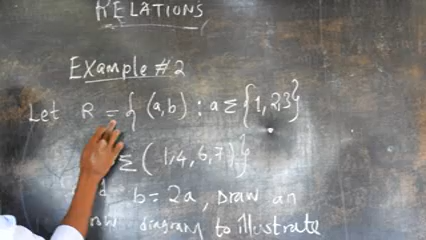 RELATIONS
Example #2
Let R = { (a,b) : a Σ {1,2,3}
Σ ( 1,4,6,7)}
b = 2a, Draw an
diagram to illustrate